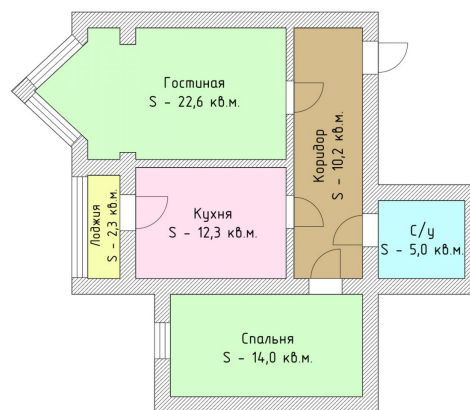 Гостиная
S - 22,6 кв.м.
Коридор
S - 10,2 кв.м.
Лоджия
S - 2,3 кв.м.
Кухня
S - 12,3 кв.м.
С/у
S - 5,0 кв.м.
Спальня
S - 14,0 кв.м.